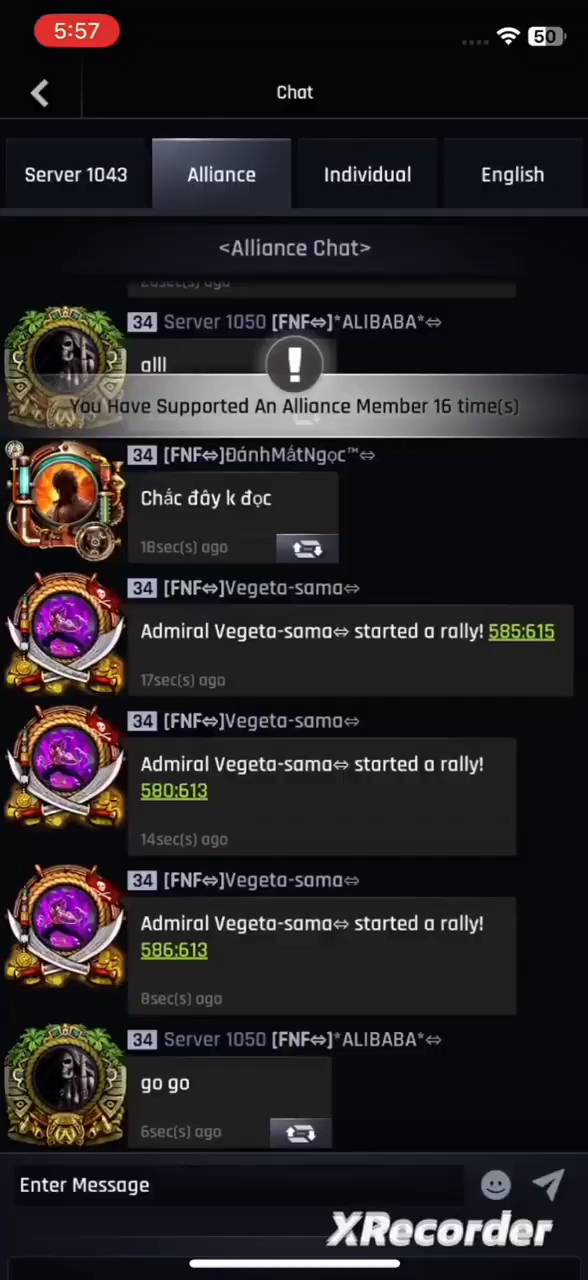 5:57
50
Chat
Server 1043
Alliance
Individual
English
<Alliance Chat>
34 Server 1050 [FNF⇔]*ALIBABA*⇔
alll
You Have Supported An Alliance Member 16 time(s)
34 [FNF⇔]ĐánhMấtNgọc™⇔
Chắc đây k đọc
18sec(s) ago
34 [FNF⇔]Vegeta-sama⇔
Admiral Vegeta-sama⇔ started a rally! 585:615
17sec(s) ago
34 [FNF⇔]Vegeta-sama⇔
Admiral Vegeta-sama⇔ started a rally!
580:613
14sec(s) ago
34 [FNF⇔]Vegeta-sama⇔
Admiral Vegeta-sama⇔ started a rally!
586:613
8sec(s) ago
34 Server 1050 [FNF⇔]*ALIBABA*⇔
go go
6sec(s) ago
Enter Message
XRecorder